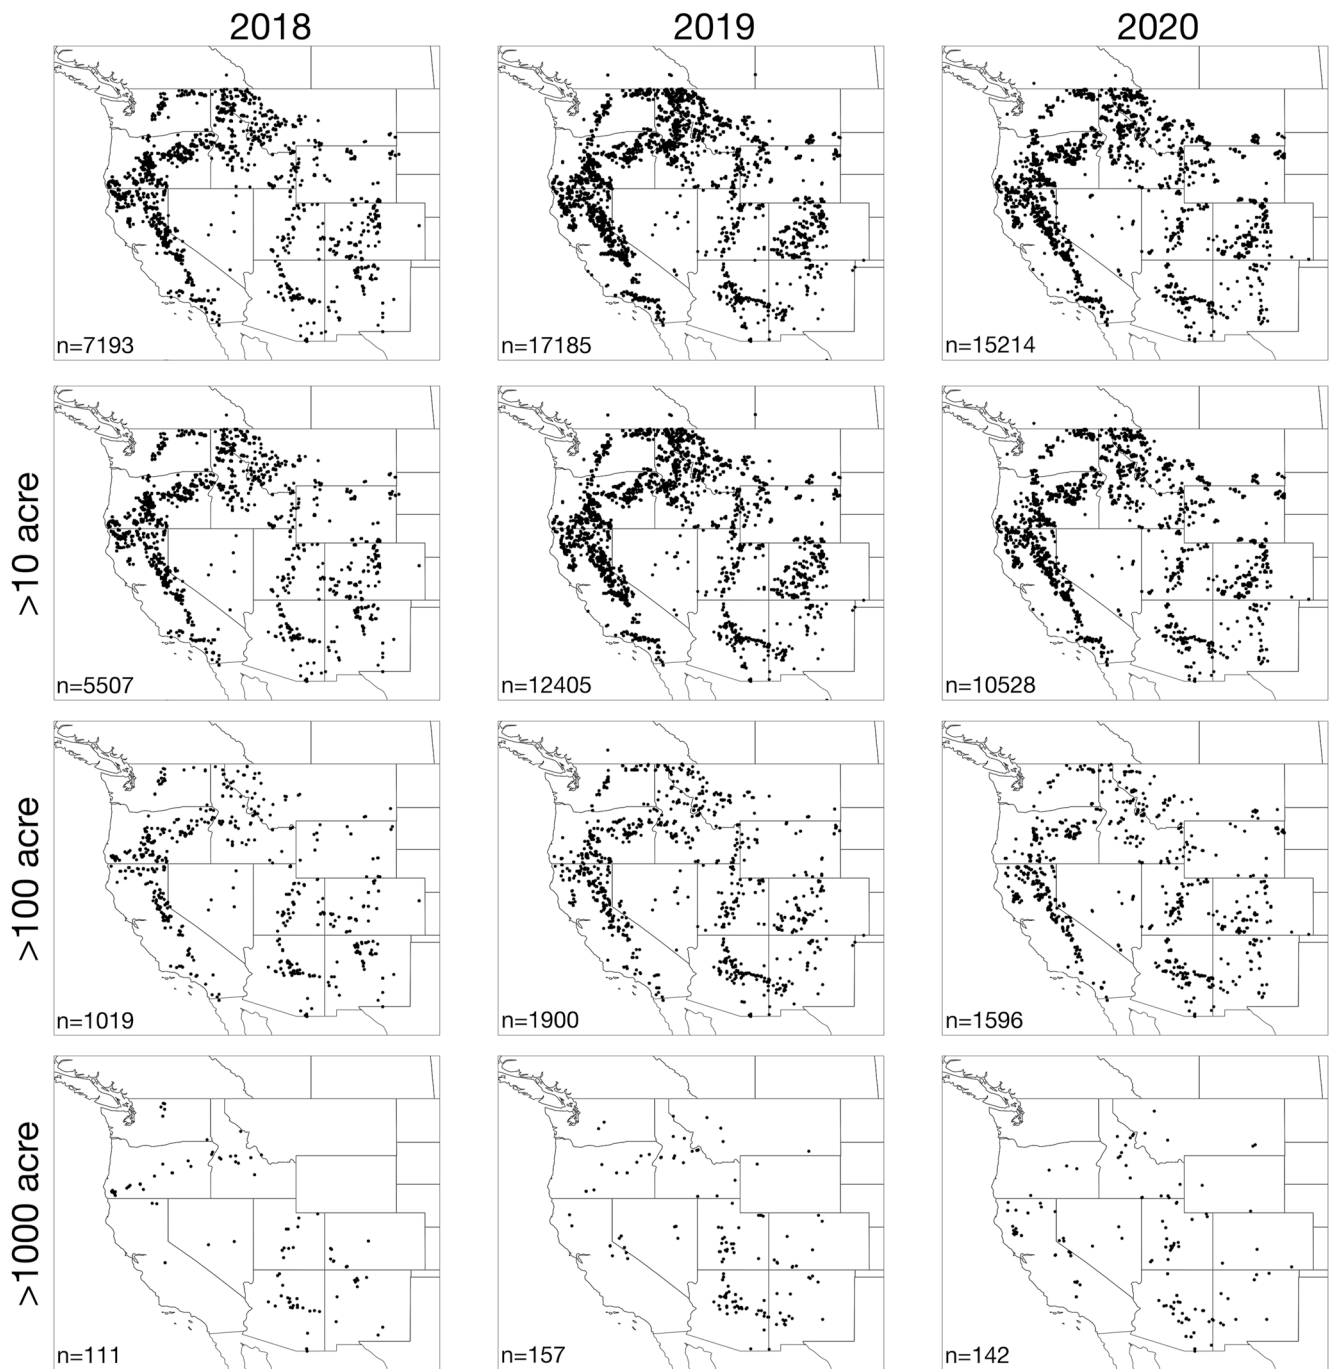 2018 2019 2020
n=7193 n=17185 n=15214
>10 acre
n=5507 n=12405 n=10528
>100 acre
n=1019 n=1900 n=1596
>1000 acre
n=111 n=157 n=142